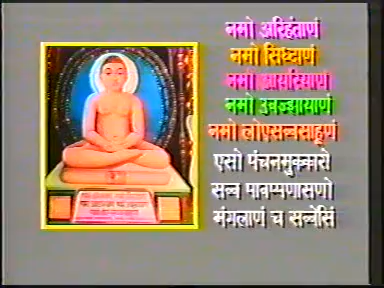 नमो अरिहंताणं
नमो सिध्धाणं
नमो आयरियाणं
नमो उवज्झायाणं
नमो लोएसव्वसाहूणं
एसो पंचनमुक्कारो
सव्व पावप्पणासणो
मंगलाणं च सव्वेसिं